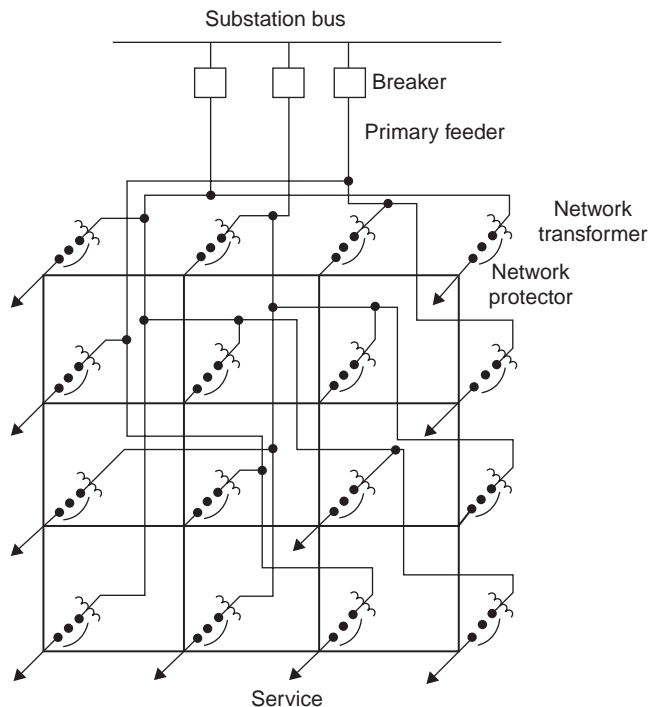 Substation bus
Breaker
Primary feeder
Network
transformer
Network
protector
Service